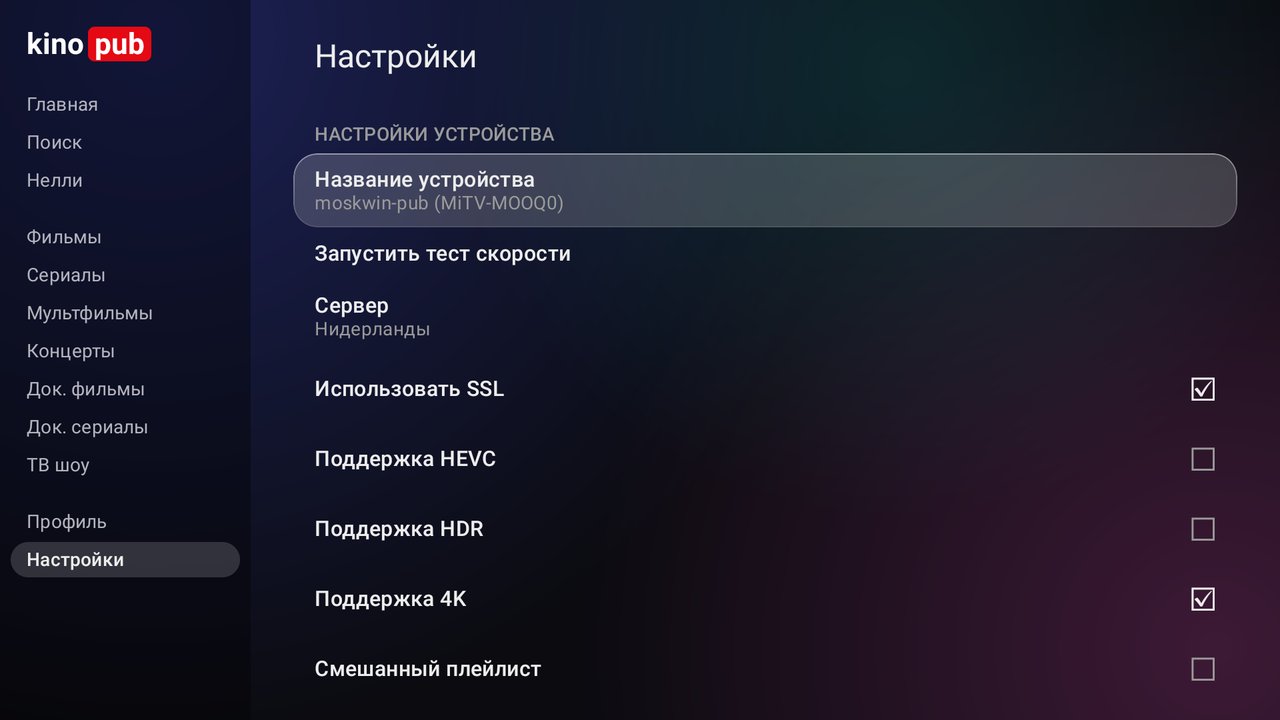 kino pub
Главная
Поиск
Нелли
Фильмы
Сериалы
Мультфильмы
Концерты
Док. фильмы
Док. сериалы
ТВ шоу
Профиль
Настройки
Настройки
НАСТРОЙКИ УСТРОЙСТВА
Название устройства
moskwin-pub (MiTV-MOOQ0)
Запустить тест скорости
Сервер
Нидерланды
Использовать SSL
Поддержка HEVC
Поддержка HDR
Поддержка 4K
Смешанный плейлист